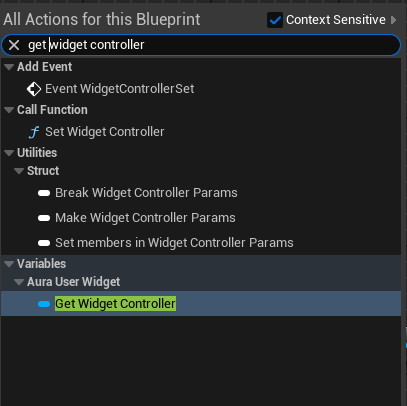 All Actions for this Blueprint Context Sensitive
get widget controller
Add Event
Event WidgetControllerSet
Call Function
Set Widget Controller
Utilities
Struct
Break Widget Controller Params
Make Widget Controller Params
Set members in Widget Controller Params
Variables
Aura User Widget
Get Widget Controller